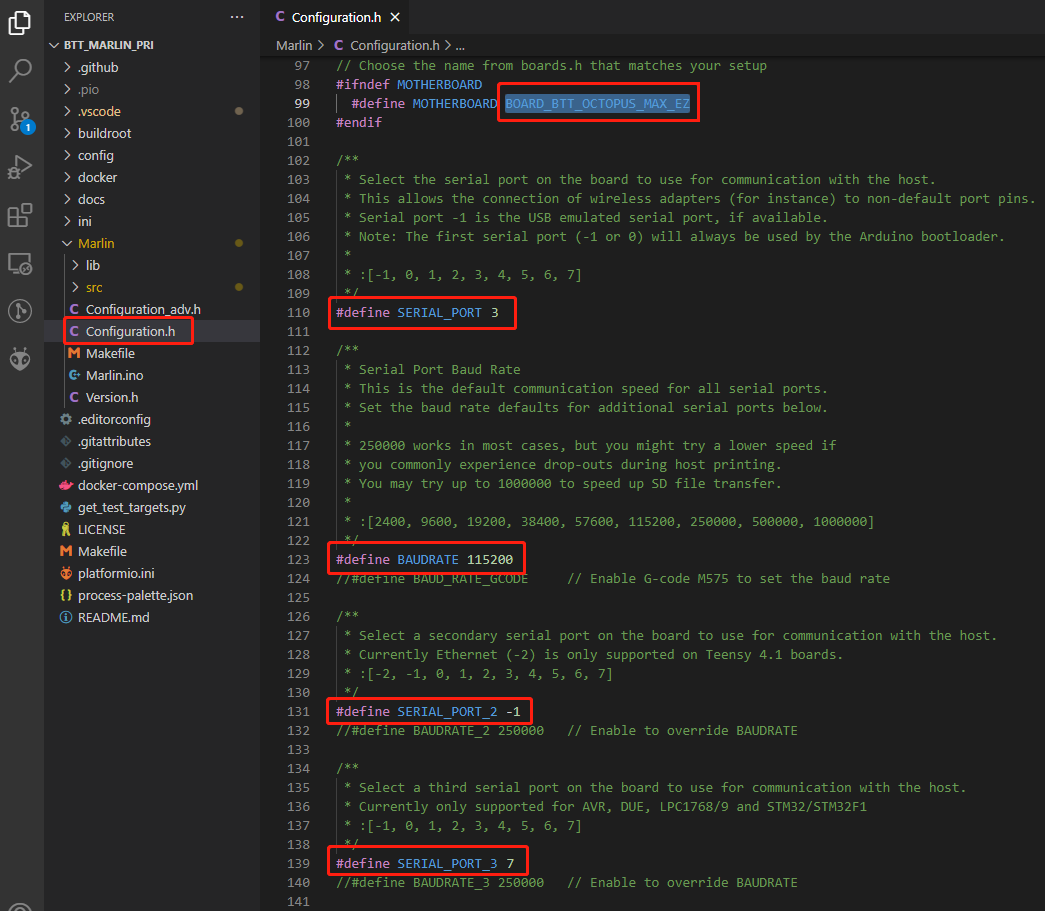 EXPLORER
BTT_MARLIN_PRI
.github
.pio
.vscode
buildroot
config
docker
docs
ini
Marlin
lib
src
C Configuration_adv.h
C Configuration.h
M Makefile
Marlin.ino
C Version.h
.editorconfig
.gitattributes
.gitignore
docker-compose.yml
get_test_targets.py
LICENSE
M Makefile
platformio.ini
{} process-palette.json
README.md
1
C Configuration.h ×
Marlin > C Configuration.h > ...
97 // Choose the name from boards.h that matches your setup
98 #ifndef MOTHERBOARD
99 #define MOTHERBOARD BOARD_BTT_OCTOPUS_MAX_EZ
100 #endif
101
102 /**
103 * Select the serial port on the board to use for communication with the host.
104 * This allows the connection of wireless adapters (for instance) to non-default port pins.
105 * Serial port -1 is the USB emulated serial port, if available.
106 * Note: The first serial port (-1 or 0) will always be used by the Arduino bootloader.
107 *
108 * :[-1, 0, 1, 2, 3, 4, 5, 6, 7]
109 */
110 #define SERIAL_PORT 3
111
112 /**
113 * Serial Port Baud Rate
114 * This is the default communication speed for all serial ports.
115 * Set the baud rate defaults for additional serial ports below.
116 *
117 * 250000 works in most cases, but you might try a lower speed if
118 * you commonly experience drop-outs during host printing.
119 * You may try up to 1000000 to speed up SD file transfer.
120 *
121 * :[2400, 9600, 19200, 38400, 57600, 115200, 250000, 500000, 1000000]
122 */
123 #define BAUDRATE 115200
124 //#define BAUD_RATE_GCODE // Enable G-code M575 to set the baud rate
125
126 /**
127 * Select a secondary serial port on the board to use for communication with the host.
128 * Currently Ethernet (-2) is only supported on Teensy 4.1 boards.
129 * :[-2, -1, 0, 1, 2, 3, 4, 5, 6, 7]
130 */
131 #define SERIAL_PORT_2 -1
132 //#define BAUDRATE_2 250000 // Enable to override BAUDRATE
133
134 /**
135 * Select a third serial port on the board to use for communication with the host.
136 * Currently only supported for AVR, DUE, LPC1768/9 and STM32/STM32F1
137 * :[-1, 0, 1, 2, 3, 4, 5, 6, 7]
138 */
139 #define SERIAL_PORT_3 7
140 //#define BAUDRATE_3 250000 // Enable to override BAUDRATE
141